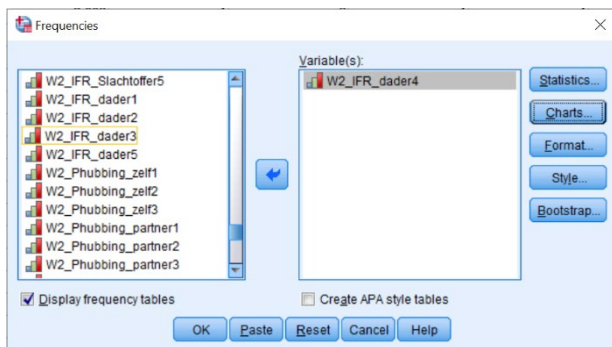 Frequencies
Variable(s):
W2_IFR_Slachtoffer5
W2_IFR_dader1
W2_IFR_dader2
W2_IFR_dader3
W2_IFR_dader5
W2_Phubbing_zelf1
W2_Phubbing_zelf2
W2_Phubbing_zelf3
W2_Phubbing_partner1
W2_Phubbing_partner2
W2_Phubbing_partner3
W2_IFR_dader4
Statistics...
Charts...
Format...
Style...
Bootstrap...
Display frequency tables
Create APA style tables
OK Paste Reset Cancel Help